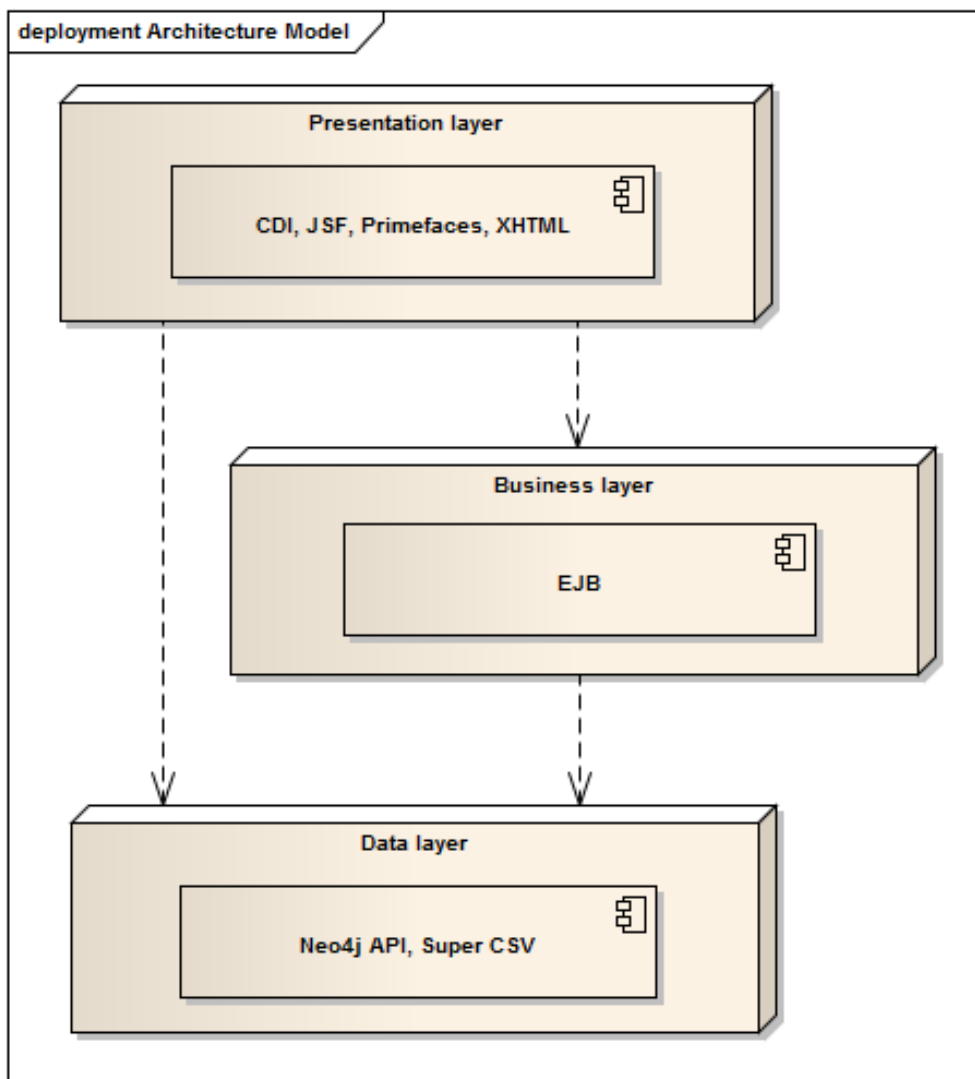 deployment Architecture Model
Presentation layer
CDI, JSF, Primefaces, XHTML
Business layer
EJB
Data layer
Neo4j API, Super CSV